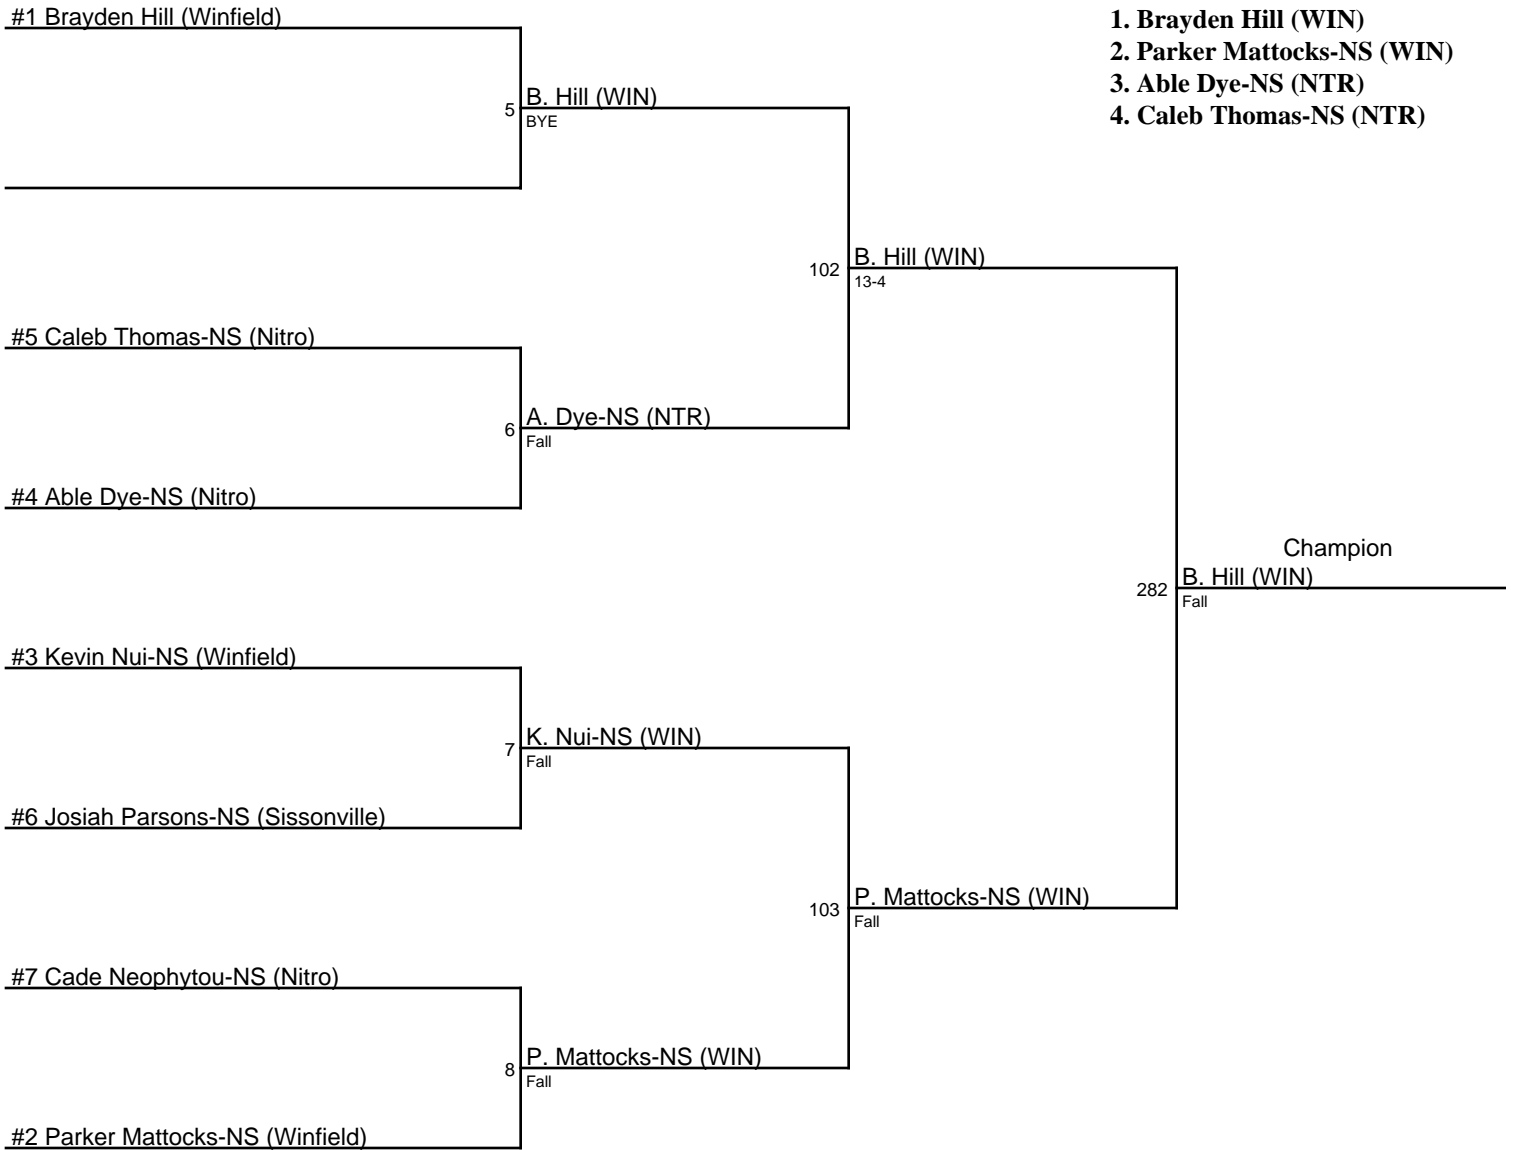 #1 Brayden Hill (Winfield)
1. Brayden Hill (WIN)
2. Parker Mattocks-NS (WIN)
3. Able Dye-NS (NTR)
4. Caleb Thomas-NS (NTR)
B. Hill (WIN)
5
BYE
B. Hill (WIN)
102
13-4
#5 Caleb Thomas-NS (Nitro)
A. Dye-NS (NTR)
6
Fall
#4 Able Dye-NS (Nitro)
Champion
B. Hill (WIN)
282
Fall
#3 Kevin Nui-NS (Winfield)
K. Nui-NS (WIN)
7
Fall
#6 Josiah Parsons-NS (Sissonville)
P. Mattocks-NS (WIN)
103
Fall
#7 Cade Neophytou-NS (Nitro)
P. Mattocks-NS (WIN)
8
Fall
#2 Parker Mattocks-NS (Winfield)